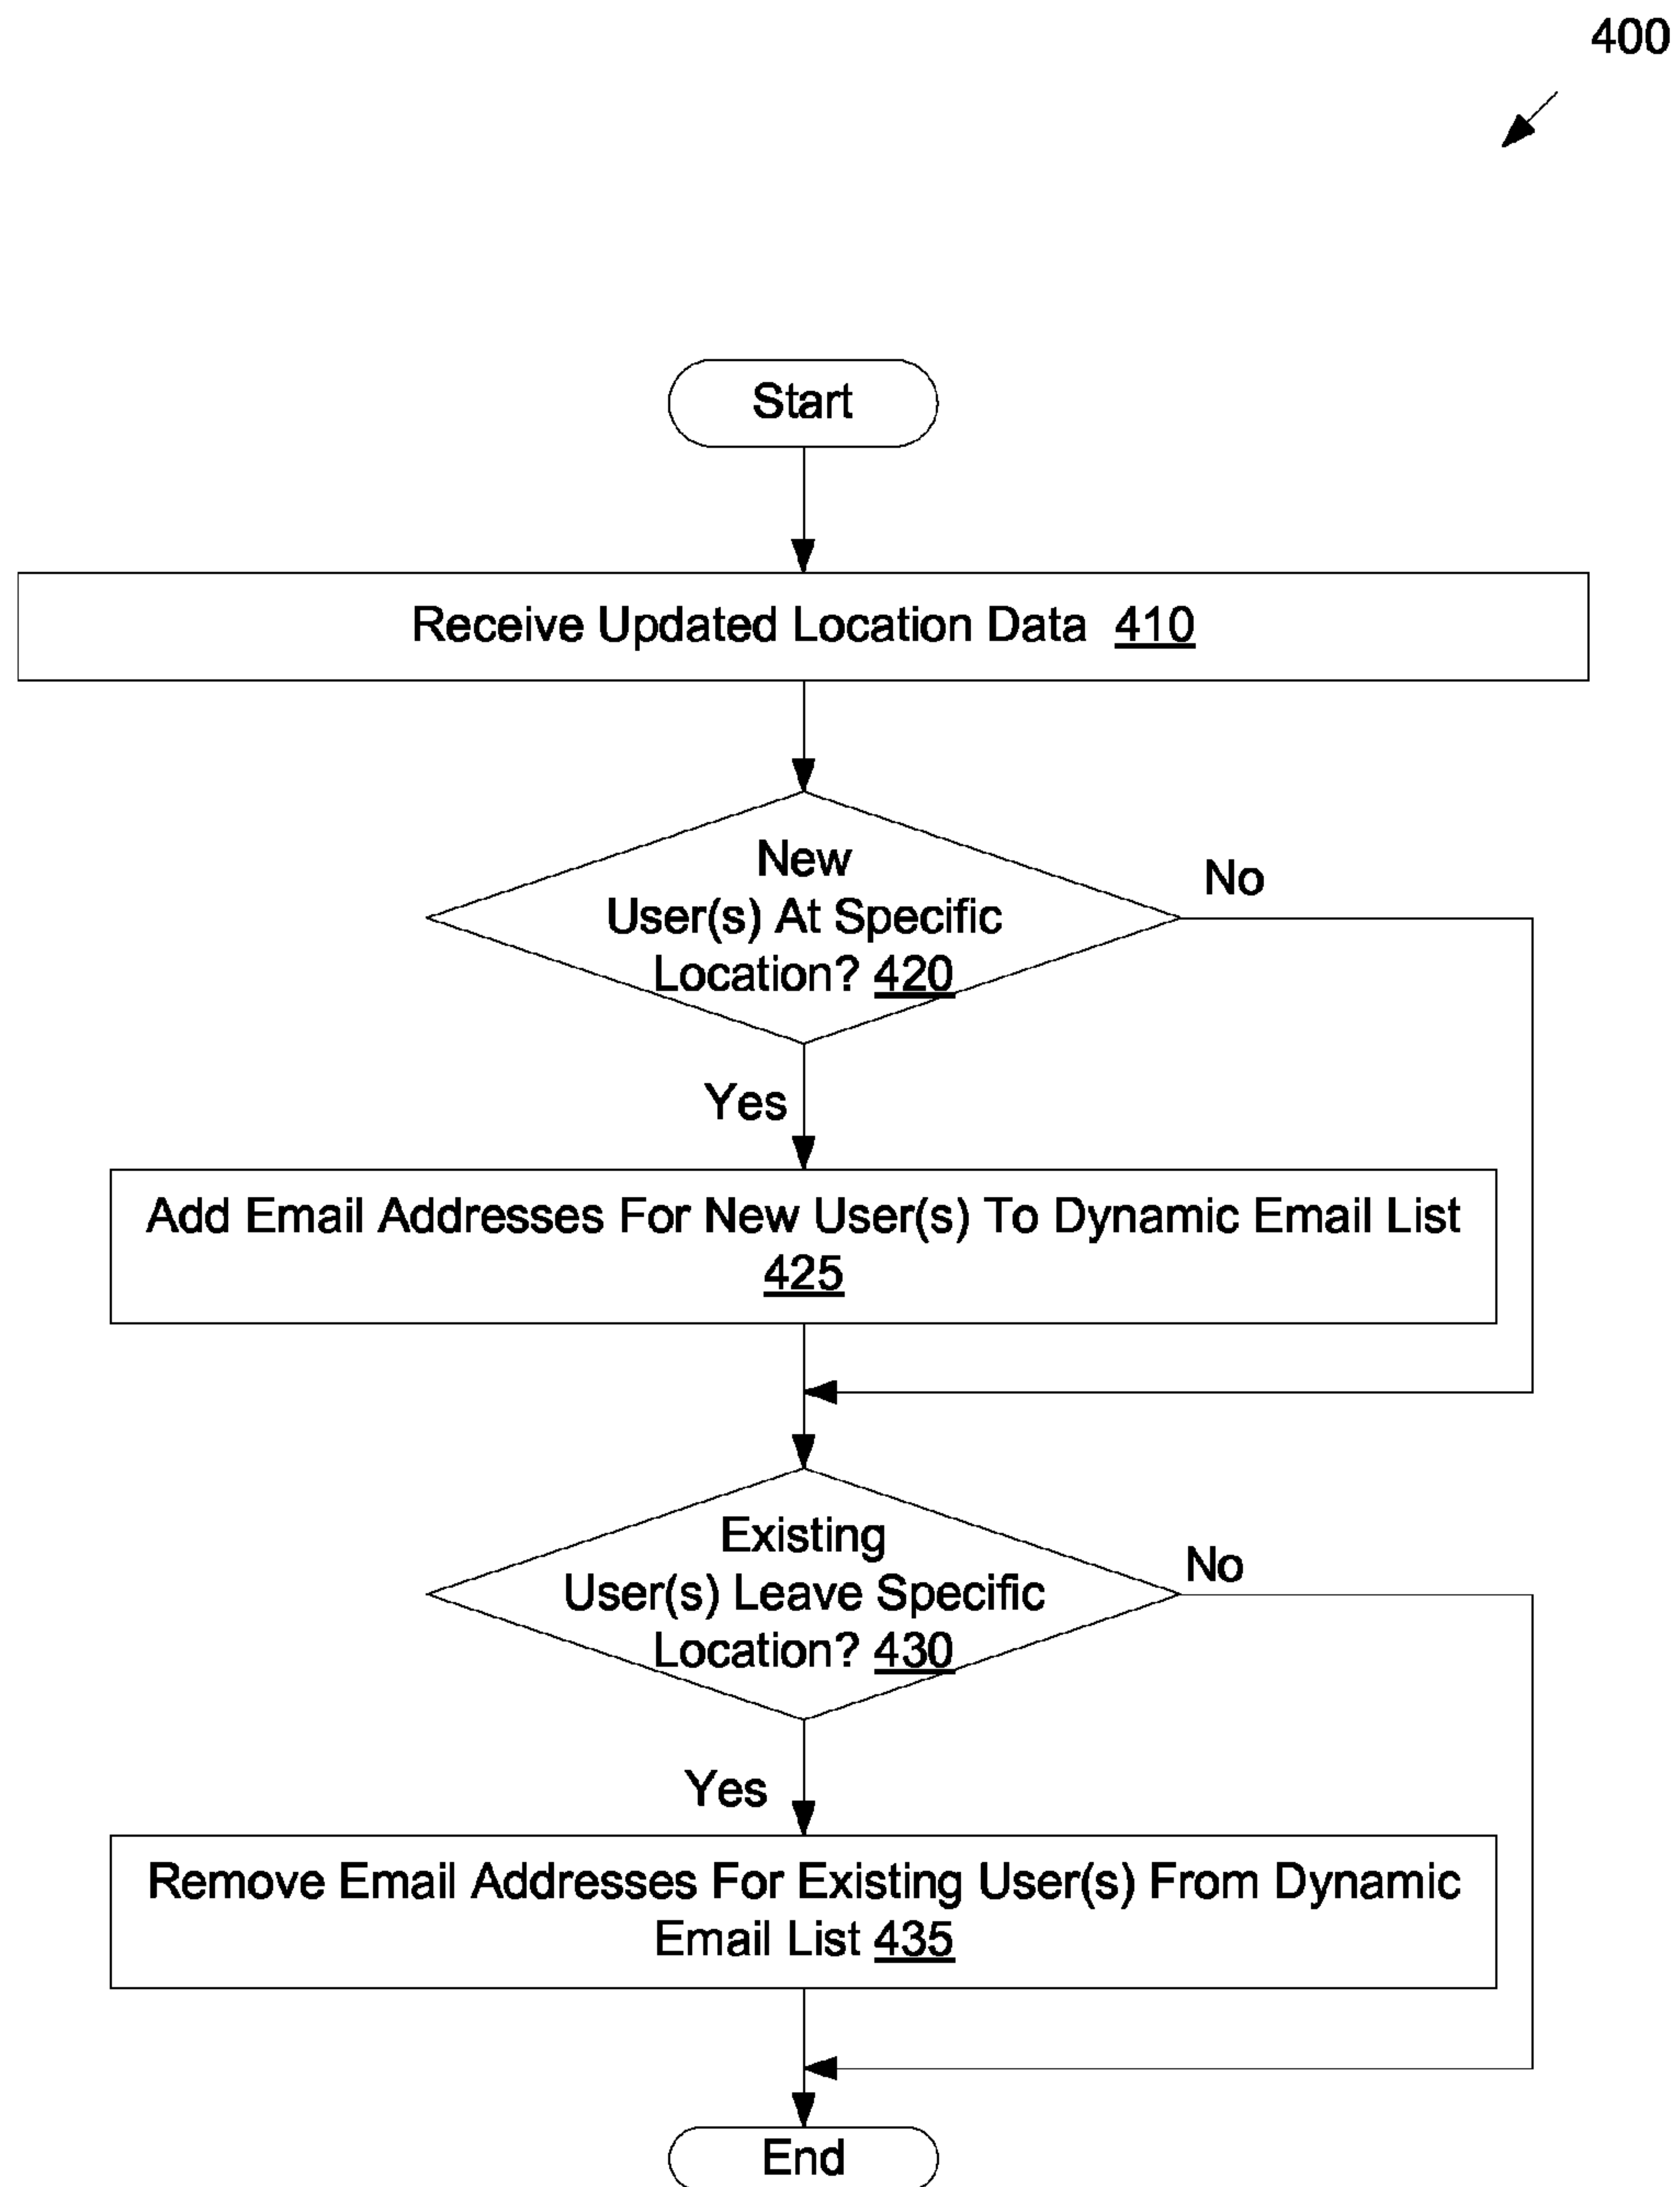 400
Start
Receive Updated Location Data 410
New
User(s) At Specific
Location? 420
No
Yes
Add Email Addresses For New User(s) To Dynamic Email List
425
Existing
User(s) Leave Specific
Location? 430
No
Yes
Remove Email Addresses For Existing User(s) From Dynamic
Email List 435
End